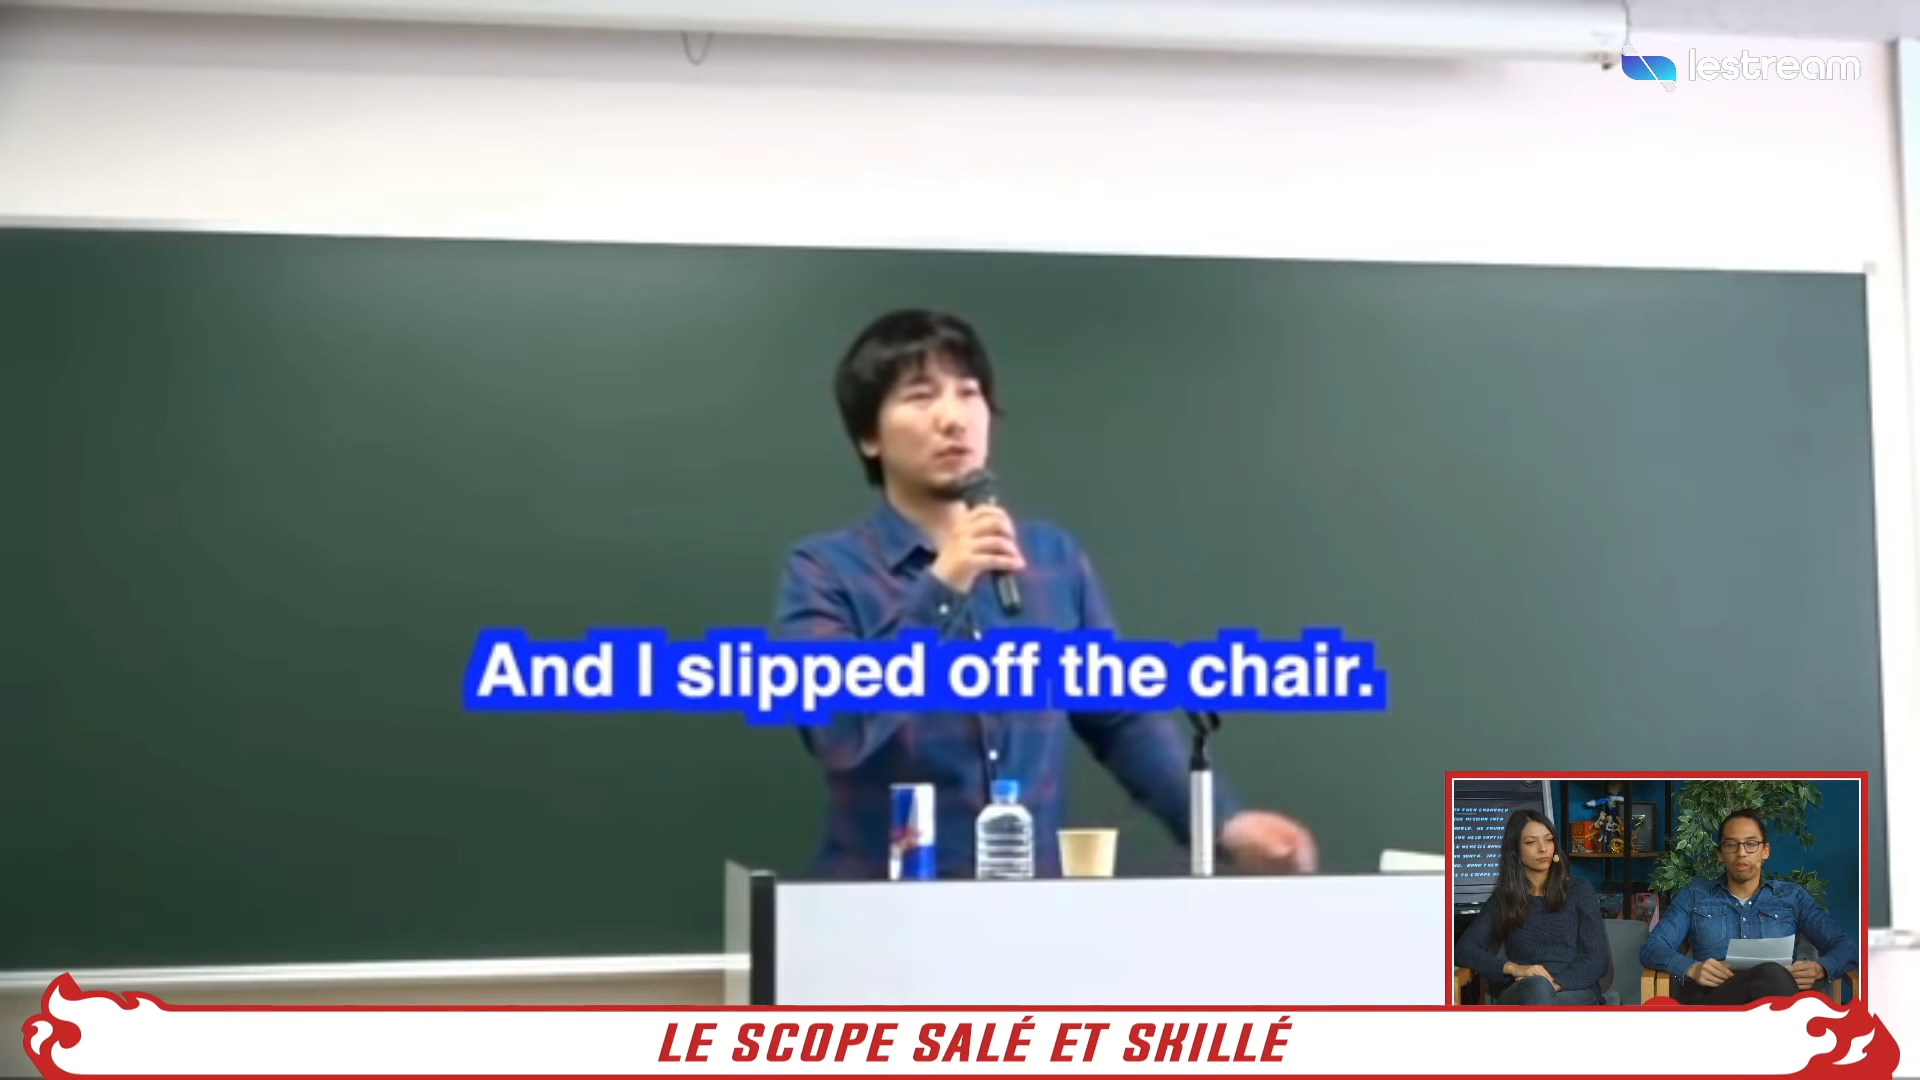 lestream
And I slipped off the chair.
LE SCOPE SALÉ ET SKILLÉ